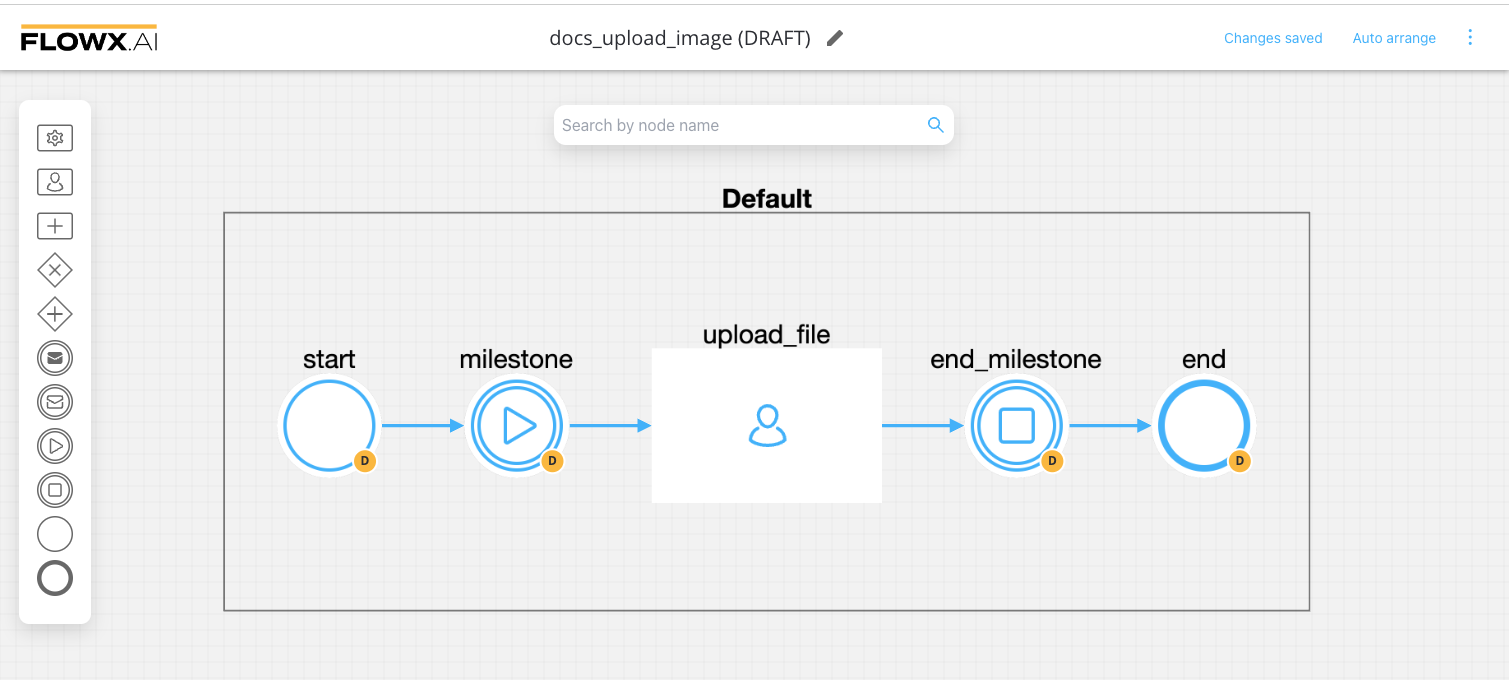 FLOWX.AI
docs_upload_image (DRAFT)
Changes saved
Auto arrange
Search by node name
Default
start
milestone
upload_file
end_milestone
end
D
D
D
D